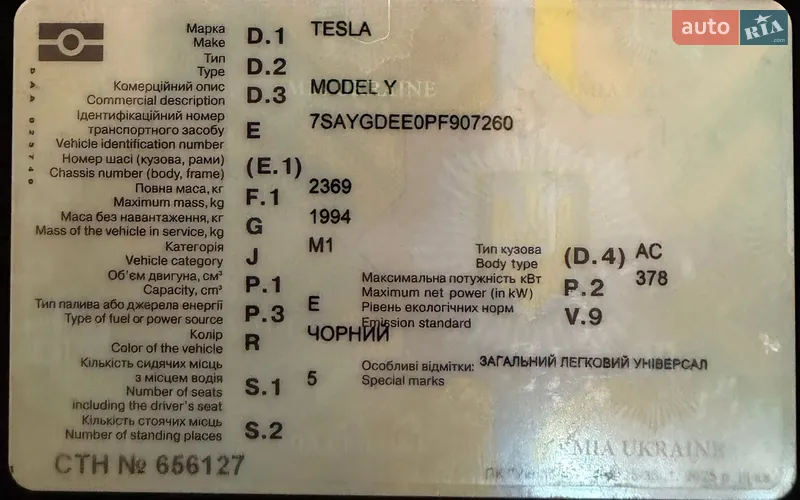 auto RIA .com
Марка
Make D.1 TESLA
Тип
Type D.2
Комерційний опис
Commercial description D.3 MODEL Y
Ідентифікаційний номер
транспортного засобу
Vehicle identification number E 7SAYGDEE0PF907260
Номер шасі (кузова, рами)
Chassis number (body, frame) (E.1)
Повна маса, кг
Maximum mass, kg F.1 2369
Маса без навантаження, кг
Mass of the vehicle in service, kg G 1994
Категорія
Vehicle category J M1
Тип кузова
Body type (D.4) AC
Об'єм двигуна, см³
Capacity, cm³ P.1
Максимальна потужність кВт
Maximum net power (in kW) P.2 378
Тип палива або джерела енергії
Type of fuel or power source P.3 E
Рівень екологічних норм
Emission standard V.9
Колір
Color of the vehicle R ЧОРНИЙ
Кількість сидячих місць
з місцем водія
Number of seats
including the driver's seat S.1 5
Особливі відмітки: ЗАГАЛЬНИЙ ЛЕГКОВИЙ УНІВЕРСАЛ
Special marks
Кількість стоячих місць
Number of standing places S.2
MIA UKRAINE
СТН № 656127